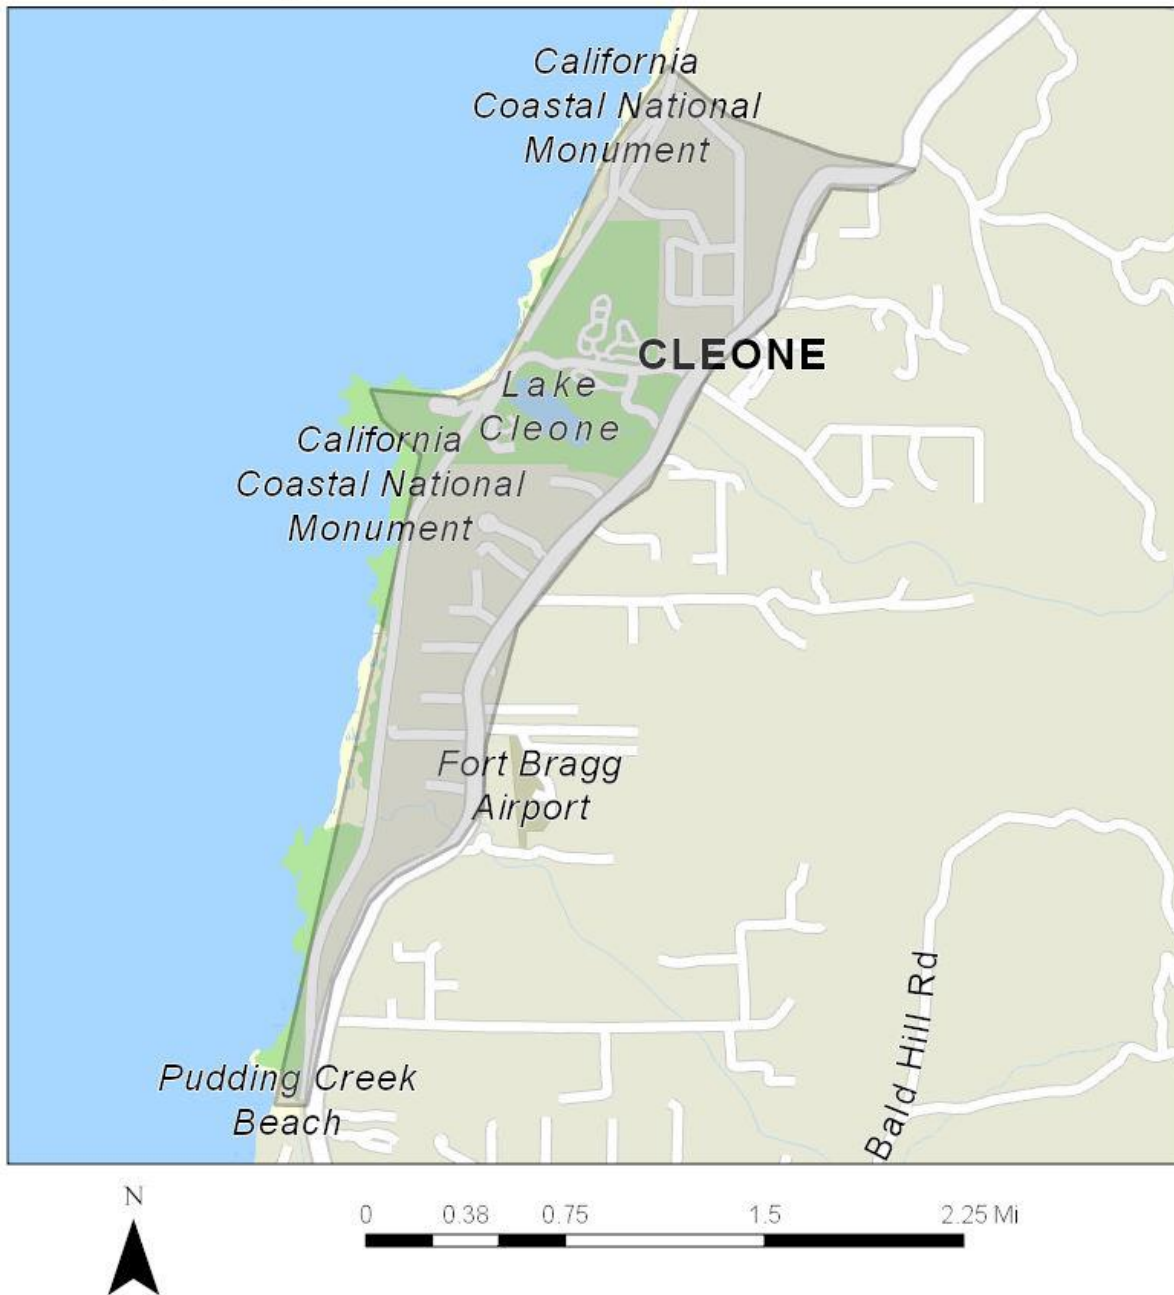 California
Coastal National
Monument
CLEONE
Lake
Cleone
California
Coastal National
Monument
Fort Bragg
Airport
Bald Hill Rd
Pudding Creek
Beach
N
0 0.38 0.75 1.5 2.25 Mi